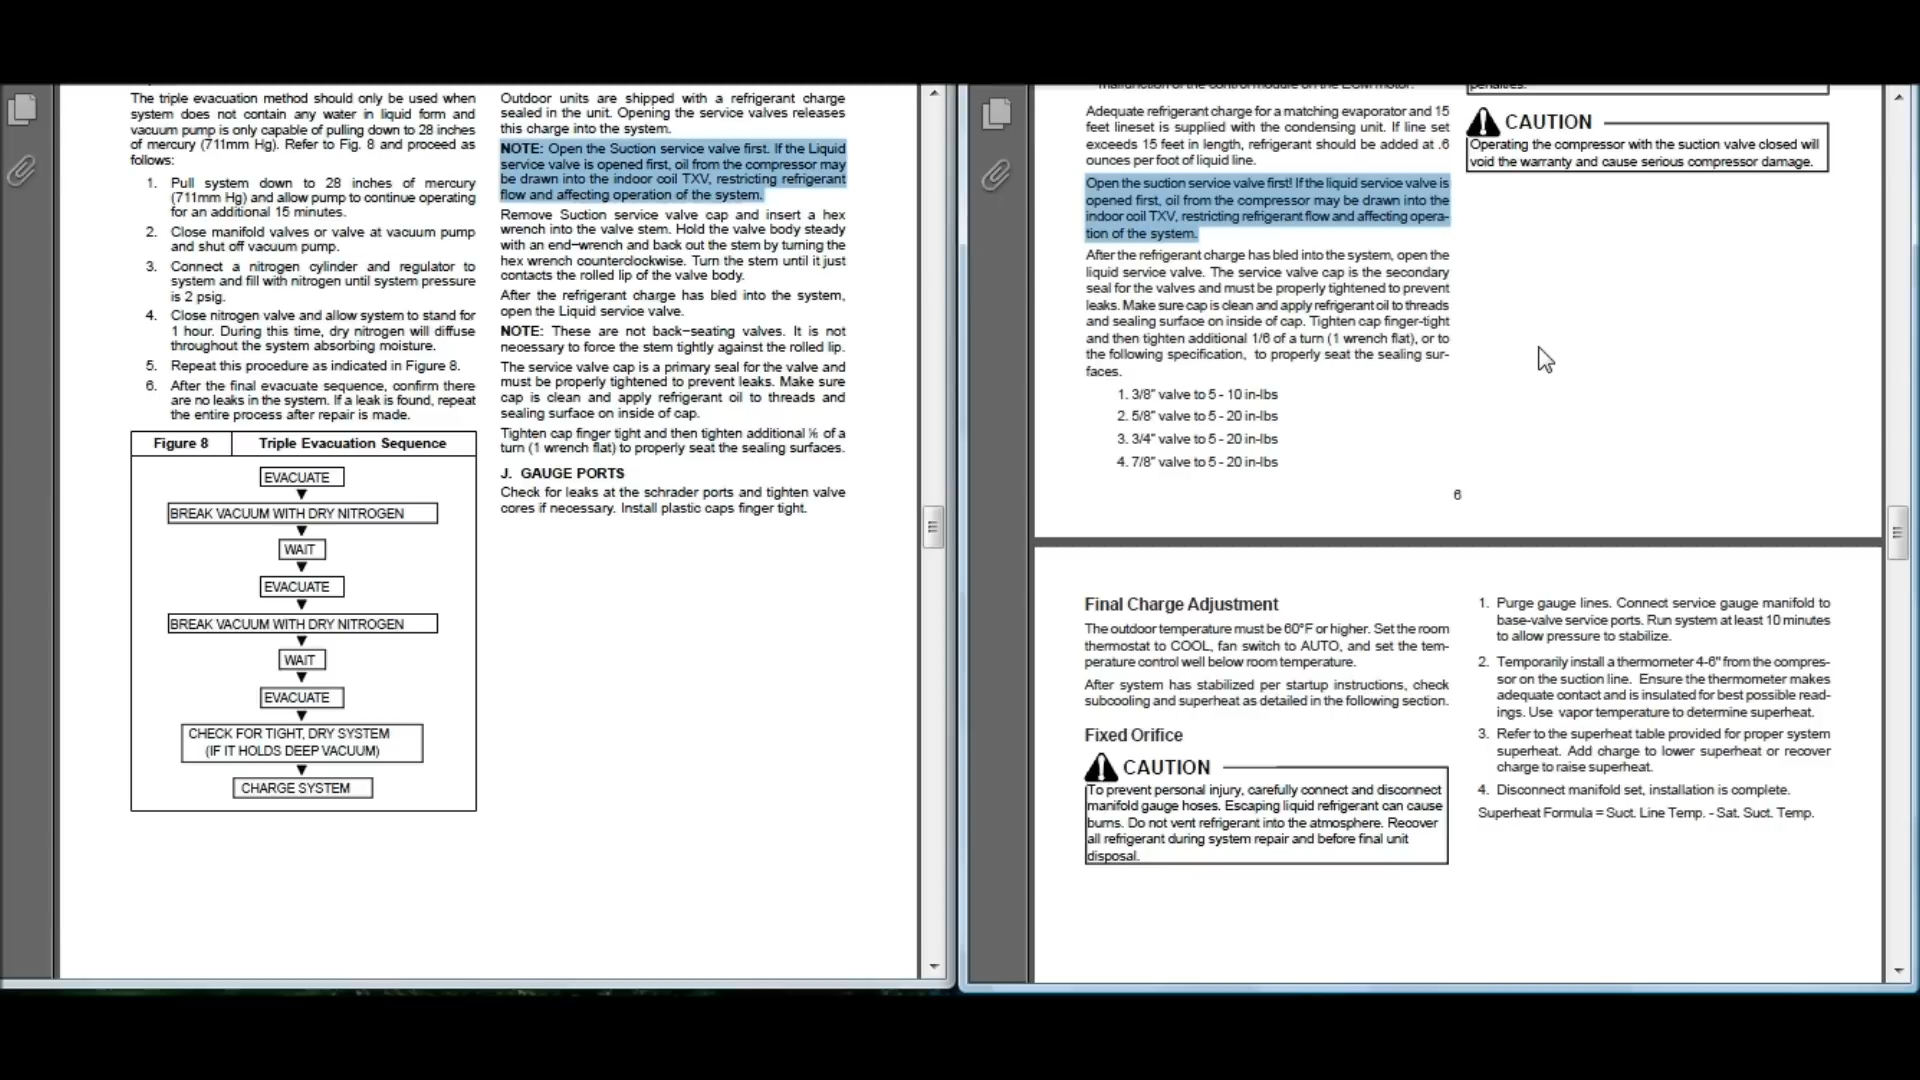 The triple evacuation method should only be used when
system does not contain any water in liquid form and
vacuum pump is only capable of pulling down to 28 inches
of mercury (711mm Hg). Refer to Fig. 8 and proceed as
follows:
1. Pull system down to 28 inches of mercury
(711mm Hg) and allow pump to continue operating
for an additional 15 minutes.
2. Close manifold valves or valve at vacuum pump
and shut off vacuum pump.
3. Connect a nitrogen cylinder and regulator to
system and fill with nitrogen until system pressure
is 2 psig.
4. Close nitrogen valve and allow system to stand for
1 hour. During this time, dry nitrogen will diffuse
throughout the system absorbing moisture.
5. Repeat this procedure as indicated in Figure 8.
6. After the final evacuate sequence, confirm there
are no leaks in the system. If a leak is found, repeat
the entire process after repair is made.
Figure 8 Triple Evacuation Sequence
EVACUATE
BREAK VACUUM WITH DRY NITROGEN
WAIT
EVACUATE
BREAK VACUUM WITH DRY NITROGEN
WAIT
EVACUATE
CHECK FOR TIGHT, DRY SYSTEM
(IF IT HOLDS DEEP VACUUM)
CHARGE SYSTEM
Outdoor units are shipped with a refrigerant charge
sealed in the unit. Opening the service valves releases
this charge into the system.
NOTE: Open the Suction service valve first. If the Liquid
service valve is opened first, oil from the compressor may
be drawn into the indoor coil TXV, restricting refrigerant
flow and affecting operation of the system.
Remove Suction service valve cap and insert a hex
wrench into the valve stem. Hold the valve body steady
with an end-wrench and back out the stem by turning the
hex wrench counterclockwise. Turn the stem until it just
contacts the rolled lip of the valve body.
After the refrigerant charge has bled into the system,
open the Liquid service valve.
NOTE: These are not back-seating valves. It is not
necessary to force the stem tightly against the rolled lip.
The service valve cap is a primary seal for the valve and
must be properly tightened to prevent leaks. Make sure
cap is clean and apply refrigerant oil to threads and
sealing surface on inside of cap.
Tighten cap finger tight and then tighten additional ⅙ of a
turn (1 wrench flat) to properly seat the sealing surfaces.
J. GAUGE PORTS
Check for leaks at the schrader ports and tighten valve
cores if necessary. Install plastic caps finger tight.
malfunction of the control module on the ECM motor.
Adequate refrigerant charge for a matching evaporator and 15
feet lineset is supplied with the condensing unit. If line set
exceeds 15 feet in length, refrigerant should be added at .6
ounces per foot of liquid line.
Open the suction service valve first! If the liquid service valve is
opened first, oil from the compressor may be drawn into the
indoor coil TXV, restricting refrigerant flow and affecting opera-
tion of the system.
After the refrigerant charge has bled into the system, open the
liquid service valve. The service valve cap is the secondary
seal for the valves and must be properly tightened to prevent
leaks. Make sure cap is clean and apply refrigerant oil to threads
and sealing surface on inside of cap. Tighten cap finger-tight
and then tighten additional 1/6 of a turn (1 wrench flat), or to
the following specification, to properly seat the sealing sur-
faces.
1. 3/8" valve to 5 - 10 in-lbs
2. 5/8" valve to 5 - 20 in-lbs
3. 3/4" valve to 5 - 20 in-lbs
4. 7/8" valve to 5 - 20 in-lbs
penalties.
CAUTION
Operating the compressor with the suction valve closed will
void the warranty and cause serious compressor damage.
6
Final Charge Adjustment
The outdoor temperature must be 60°F or higher. Set the room
thermostat to COOL, fan switch to AUTO, and set the tem-
perature control well below room temperature.
After system has stabilized per startup instructions, check
subcooling and superheat as detailed in the following section.
Fixed Orifice
CAUTION
To prevent personal injury, carefully connect and disconnect
manifold gauge hoses. Escaping liquid refrigerant can cause
burns. Do not vent refrigerant into the atmosphere. Recover
all refrigerant during system repair and before final unit
disposal.
1. Purge gauge lines. Connect service gauge manifold to
base-valve service ports. Run system at least 10 minutes
to allow pressure to stabilize.
2. Temporarily install a thermometer 4-6" from the compres-
sor on the suction line. Ensure the thermometer makes
adequate contact and is insulated for best possible read-
ings. Use vapor temperature to determine superheat.
3. Refer to the superheat table provided for proper system
superheat. Add charge to lower superheat or recover
charge to raise superheat.
4. Disconnect manifold set, installation is complete.
Superheat Formula = Suct. Line Temp. - Sat. Suct. Temp.